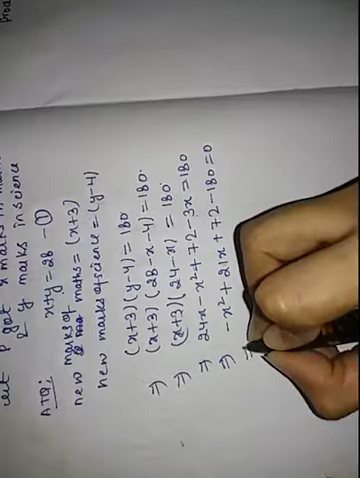 Let P got x marks in
& y marks in science
x+y = 28 - ①
ATQ:
new marks of maths = (x+3)
new marks of science = (y-4)
(x+3)(y-4) = 180
⇒ (x+3)(28-x-4)=180
⇒ (x+3)(24-x) = 180
⇒ 24x - x²+72-3x = 180
⇒ -x²+21x+72-180=0